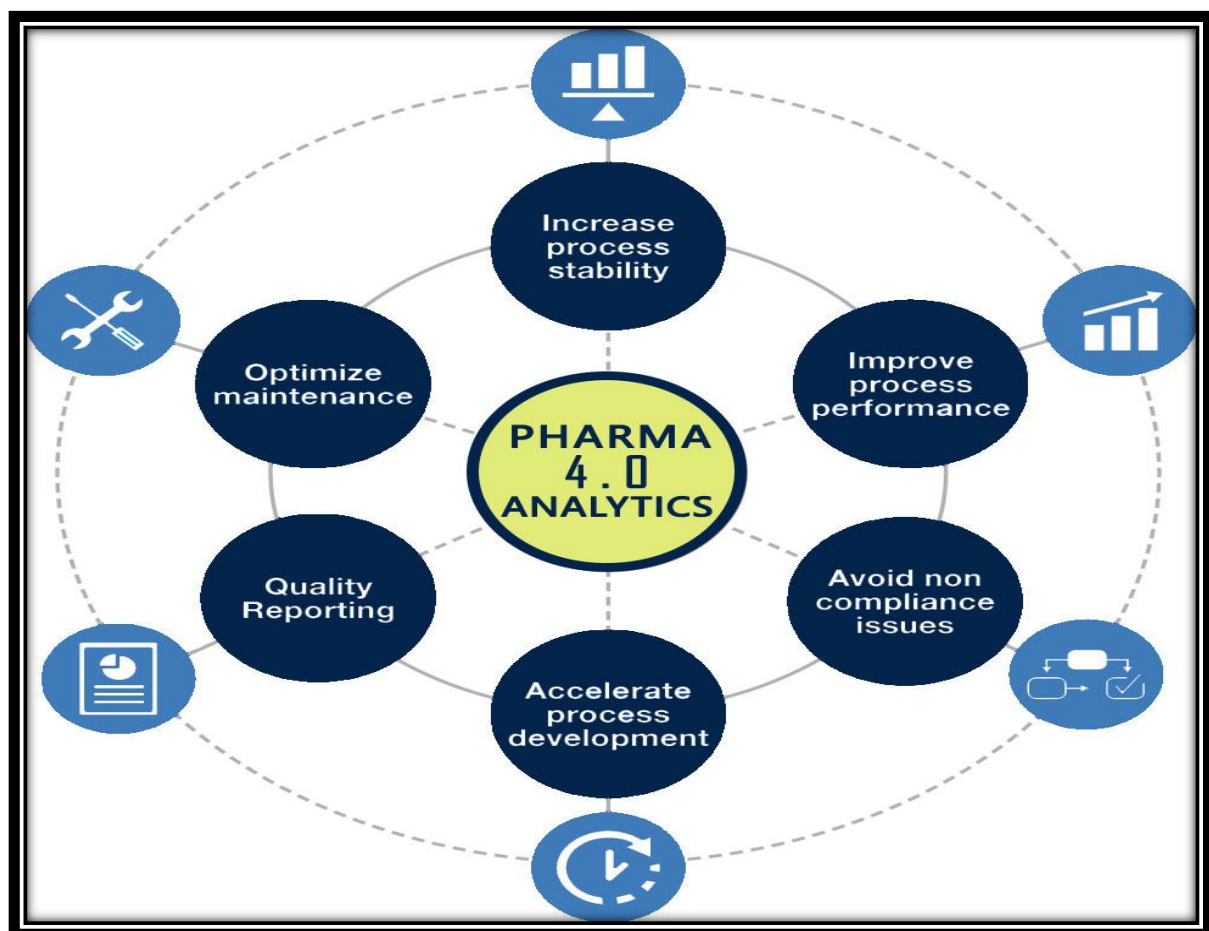 Increase
process
stability
Improve
process
performance
Avoid non
compliance
issues
Accelerate
process
development
Quality
Reporting
Optimize
maintenance
PHARMA
4.0
ANALYTICS